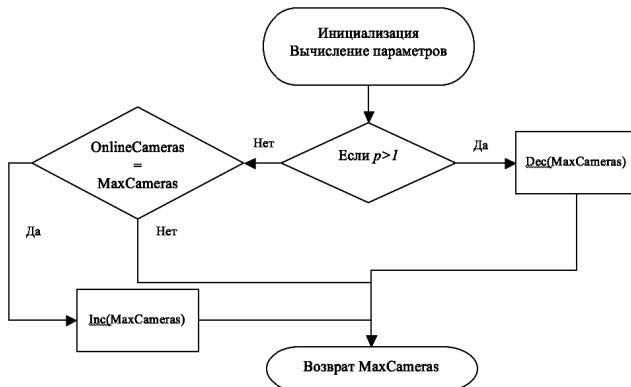 Инициализация
Вычисление параметров
OnlineCameras
=
MaxCameras
Нет
Если p>1
Да
Dec(MaxCameras)
Да
Нет
Inc(MaxCameras)
Возврат MaxCameras